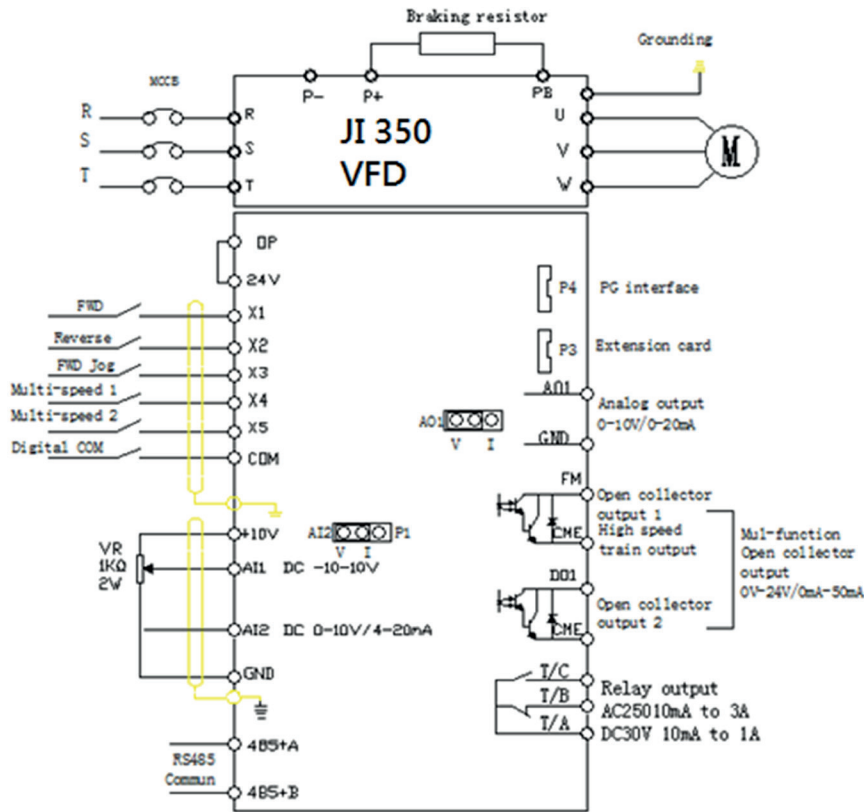 Braking resistor
Grounding
MCCB
P-
P+
PB
R
R
U
S
S
JI 350
VFD
V
M
T
T
W
OP
24V
FWD
X1
P4
PG interface
Reverse
X2
FWD Jog
X3
P3
Extension card
Multi-speed 1
X4
AO1
Analog output
0-10V/0-20mA
Multi-speed 2
X5
AO1
V
I
GND
Digital COM
COM
FM
Open collector
output 1
High speed
train output
CME
Mul-function
Open collector
output
0V-24V/0mA-50mA
+10V
AI2
P1
V
I
VR
1KΩ
2W
AI1
DC -10-10V
DO1
Open collector
output 2
CME
AI2
DC 0-10V/4-20mA
GND
T/C
T/B
T/A
Relay output
AC25010mA to 3A
DC30V 10mA to 1A
RS485
Commun
485+A
485+B